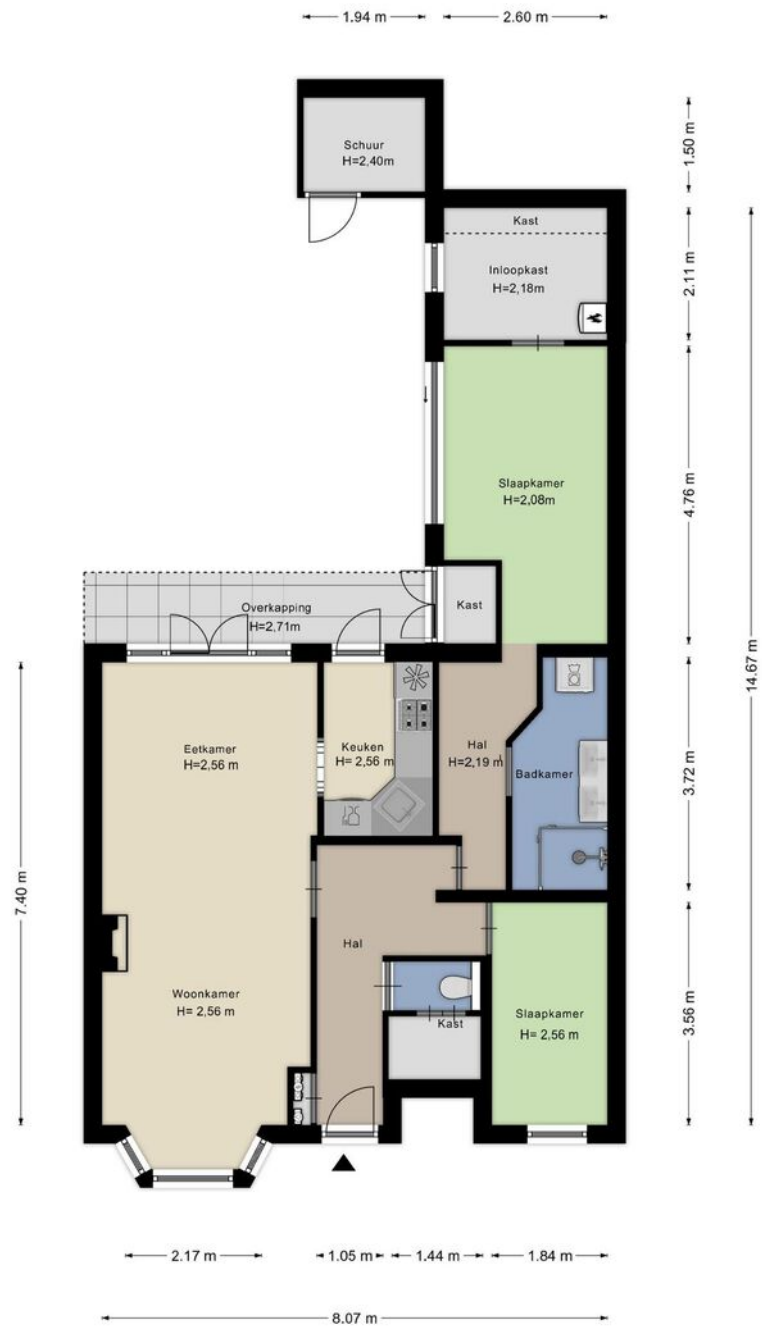 1.94 m
2.60 m
Schuur
H=2,40m
1.50 m
Kast
Inloopkast
H=2,18m
2.11 m
Slaapkamer
H=2,08m
4.76 m
Kast
Overkapping
H=2,71m
14.67 m
Eetkamer
H=2,56 m
Keuken
H= 2,56 m
Hal
H=2,19 m
Badkamer
3.72 m
7.40 m
Hal
Woonkamer
H= 2,56 m
Kast
Slaapkamer
H= 2,56 m
3.56 m
2.17 m
1.05 m
1.44 m
1.84 m
8.07 m